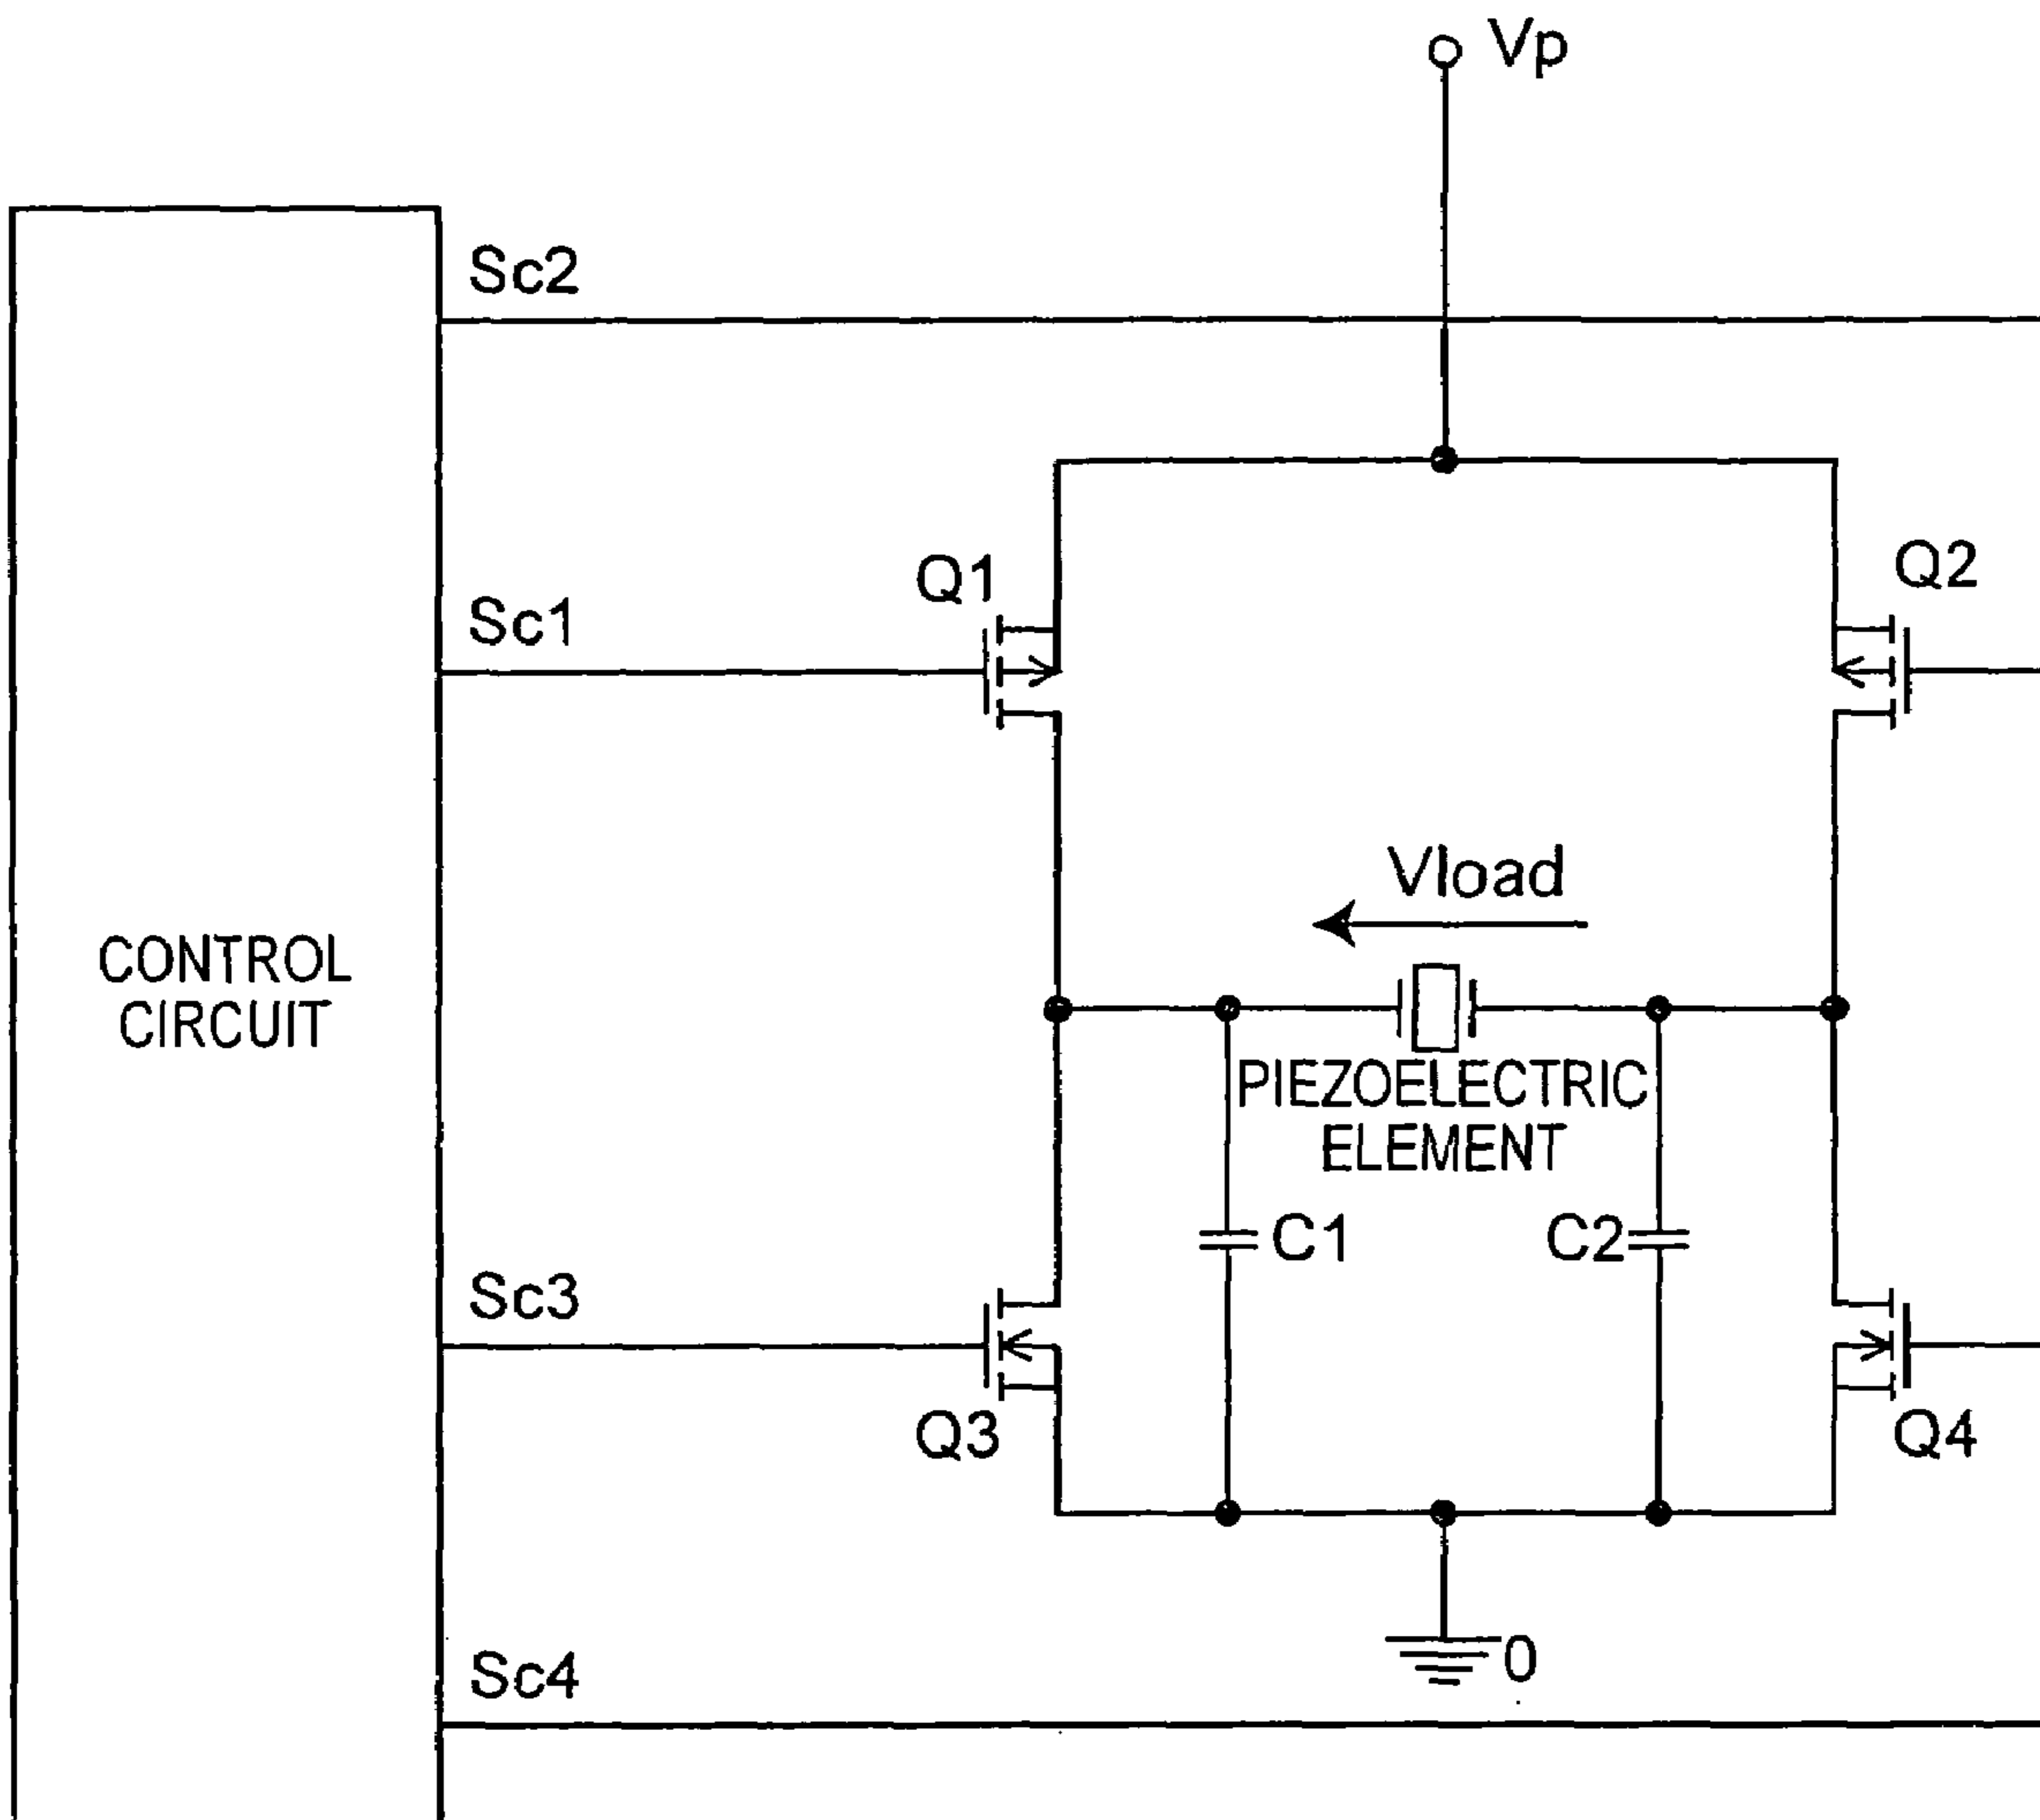 Vp
Sc2
Q1
Q2
Sc1
Vload
CONTROL
CIRCUIT
PIEZOELECTRIC
ELEMENT
C1
C2
Sc3
Q3
Q4
0
Sc4